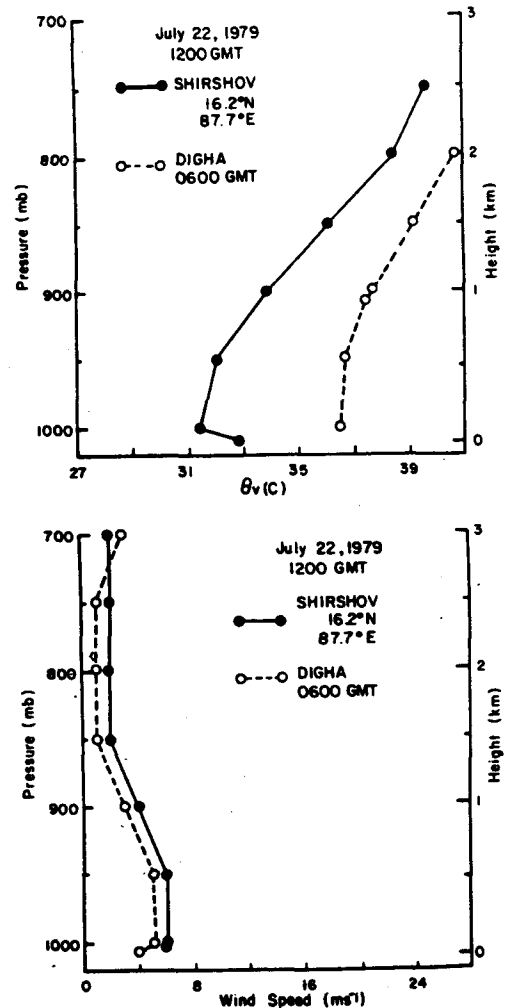 700
800
900
1000
Pressure (mb)
July 22, 1979
1200 GMT
SHIRSHOV
16.2°N
87.7°E
DIGHA
0600 GMT
3
2
1
0
Height (km)
27
31
35
39
θv(C)
700
800
900
1000
Pressure (mb)
July 22, 1979
1200 GMT
SHIRSHOV
16.2°N
87.7°E
DIGHA
0600 GMT
3
2
1
0
Height (km)
0
8
16
24
Wind Speed (ms⁻¹)